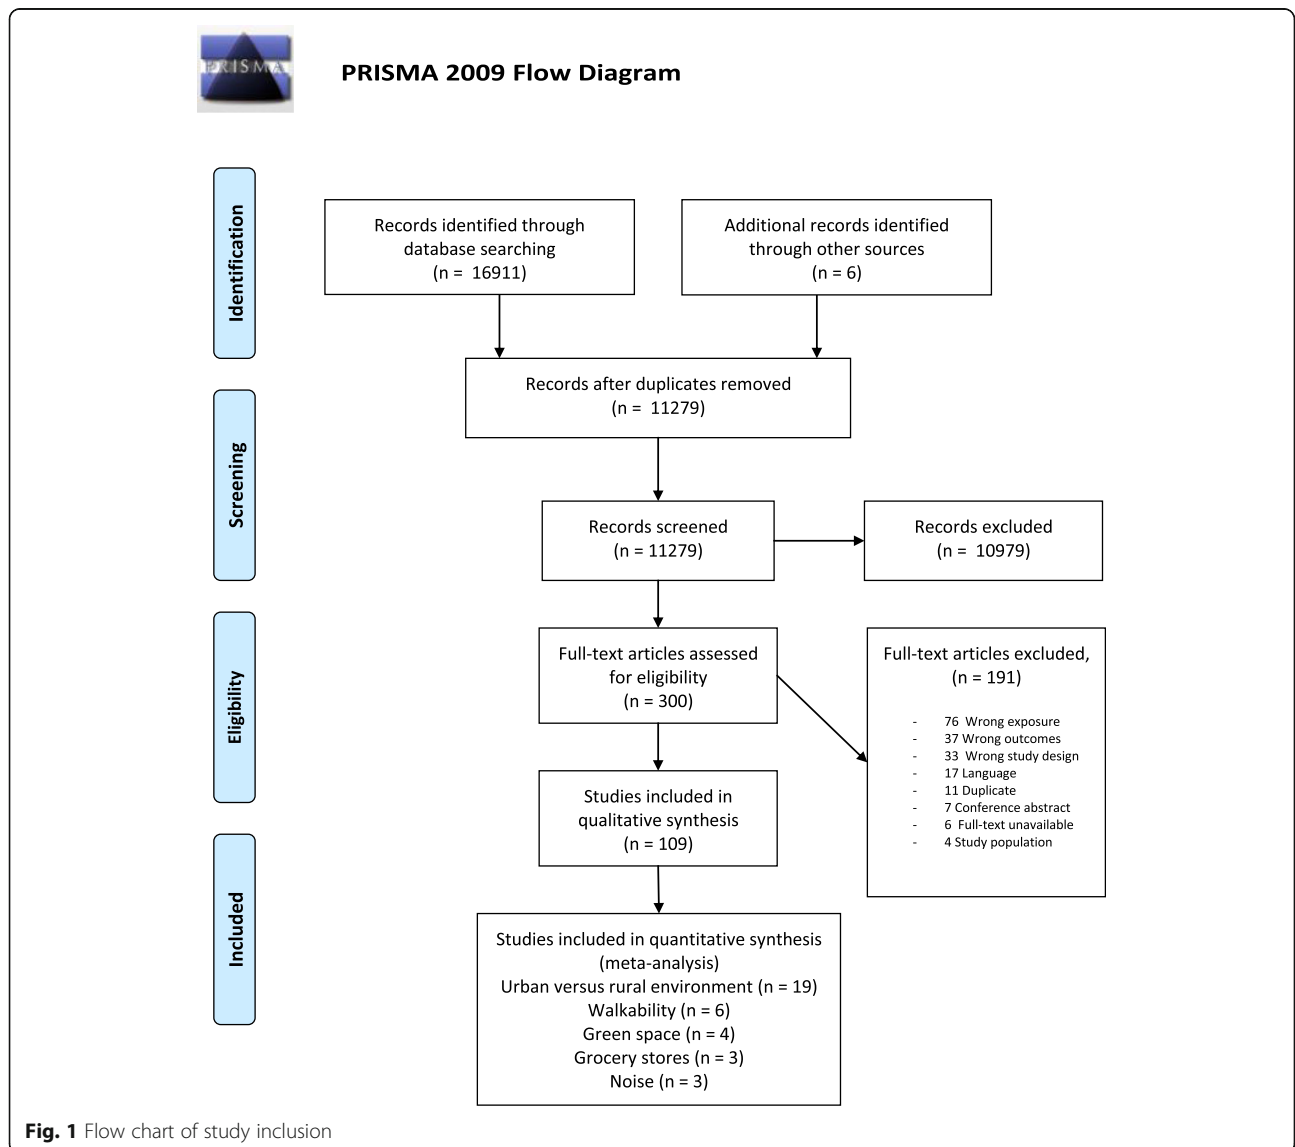 PRISMA
PRISMA 2009 Flow Diagram
Identification
Records identified through
database searching
(n = 16911)
Additional records identified
through other sources
(n = 6)
Records after duplicates removed
(n = 11279)
Screening
Records screened
(n = 11279)
Records excluded
(n = 10979)
Eligibility
Full-text articles assessed
for eligibility
(n = 300)
Full-text articles excluded,
(n = 191)
- 76 Wrong exposure
- 37 Wrong outcomes
- 33 Wrong study design
- 17 Language
- 11 Duplicate
- 7 Conference abstract
- 6 Full-text unavailable
- 4 Study population
Studies included in
qualitative synthesis
(n = 109)
Included
Studies included in quantitative synthesis
(meta-analysis)
Urban versus rural environment (n = 19)
Walkability (n = 6)
Green space (n = 4)
Grocery stores (n = 3)
Noise (n = 3)
Fig. 1 Flow chart of study inclusion